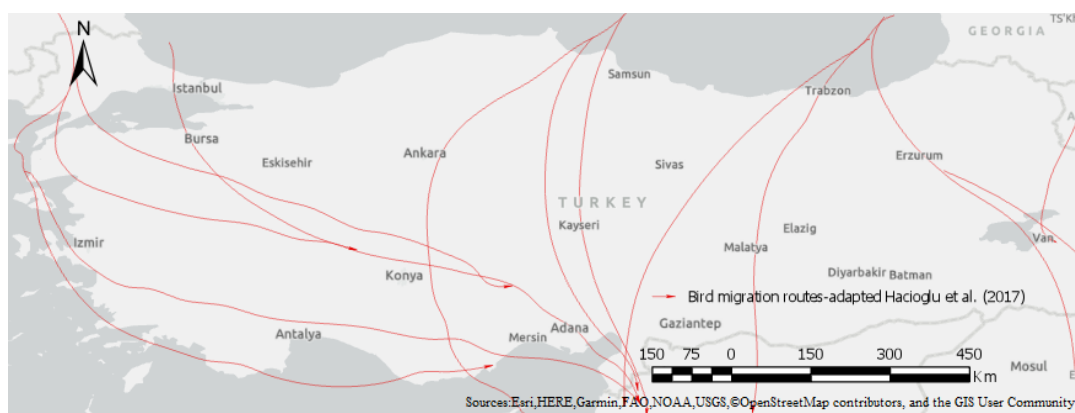 N
GEORGIA
TS'KH
Istanbul
Samsun
Trabzon
Bursa
Eskisehir
Ankara
Sivas
Erzurum
TURKEY
Kayseri
Izmir
Malatya
Elazig
Van
Konya
Diyarbakir Batman
Bird migration routes-adapted Hacioglu et al. (2017)
Antalya
Mersin
Adana
Gaziantep
150 75 0 150 300 450
Km
Mosul
Sources:Esri,HERE,Garmin,FAO,NOAA,USGS,©OpenStreetMap contributors, and the GIS User Community